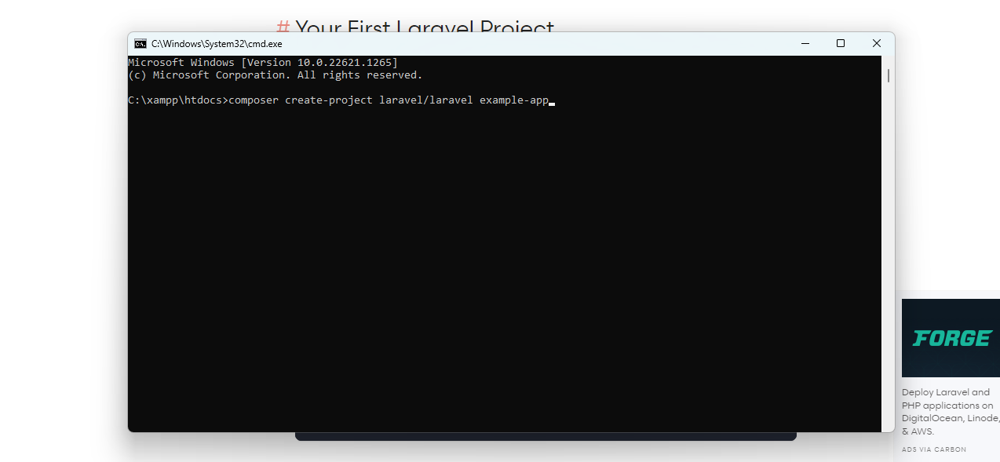 # Your First Laravel Project
C:\Windows\System32\cmd.exe
Microsoft Windows [Version 10.0.22621.1265]
(c) Microsoft Corporation. All rights reserved.
C:\xampp\htdocs>composer create-project laravel/laravel example-app
FORGE
Deploy Laravel and
PHP applications on
DigitalOcean, Linode,
& AWS.
ADS VIA CARBON